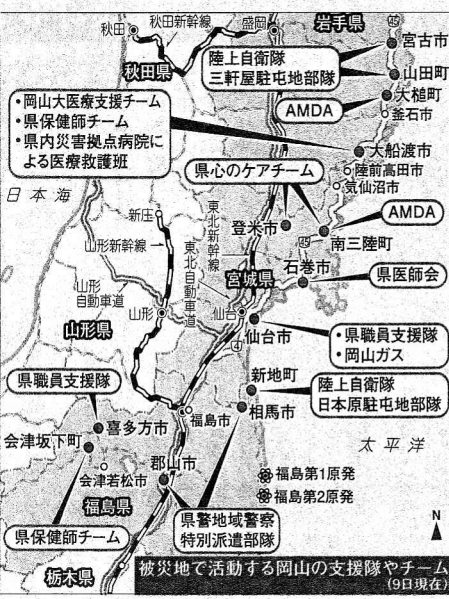 秋田
秋田新幹線
盛岡
岩手県
45
宮古市
秋田県
陸上自衛隊
三軒屋駐屯地部隊
山田町
大槌町
AMDA
釜石市
・岡山大医療支援チーム
・県保健師チーム
・県内災害拠点病院に
よる医療救護班
大船渡市
陸前高田市
気仙沼市
県心のケアチーム
日本海
新庄
東北新幹線
登米市
AMDA
南三陸町
山形新幹線
東北自動車道
45
石巻市
宮城県
県医師会
山形
自動車道
山形
仙台
仙台市
・県職員支援隊
・岡山ガス
山形県
4
県職員支援隊
新地町
陸上自衛隊
日本原駐屯地部隊
喜多方市
福島市
相馬市
会津坂下町
太平洋
会津若松市
郡山市
福島第1原発
福島第2原発
福島県
県警地域警察
特別派遣部隊
県保健師チーム
N
栃木県
被災地で活動する岡山の支援隊やチーム
(9日現在)